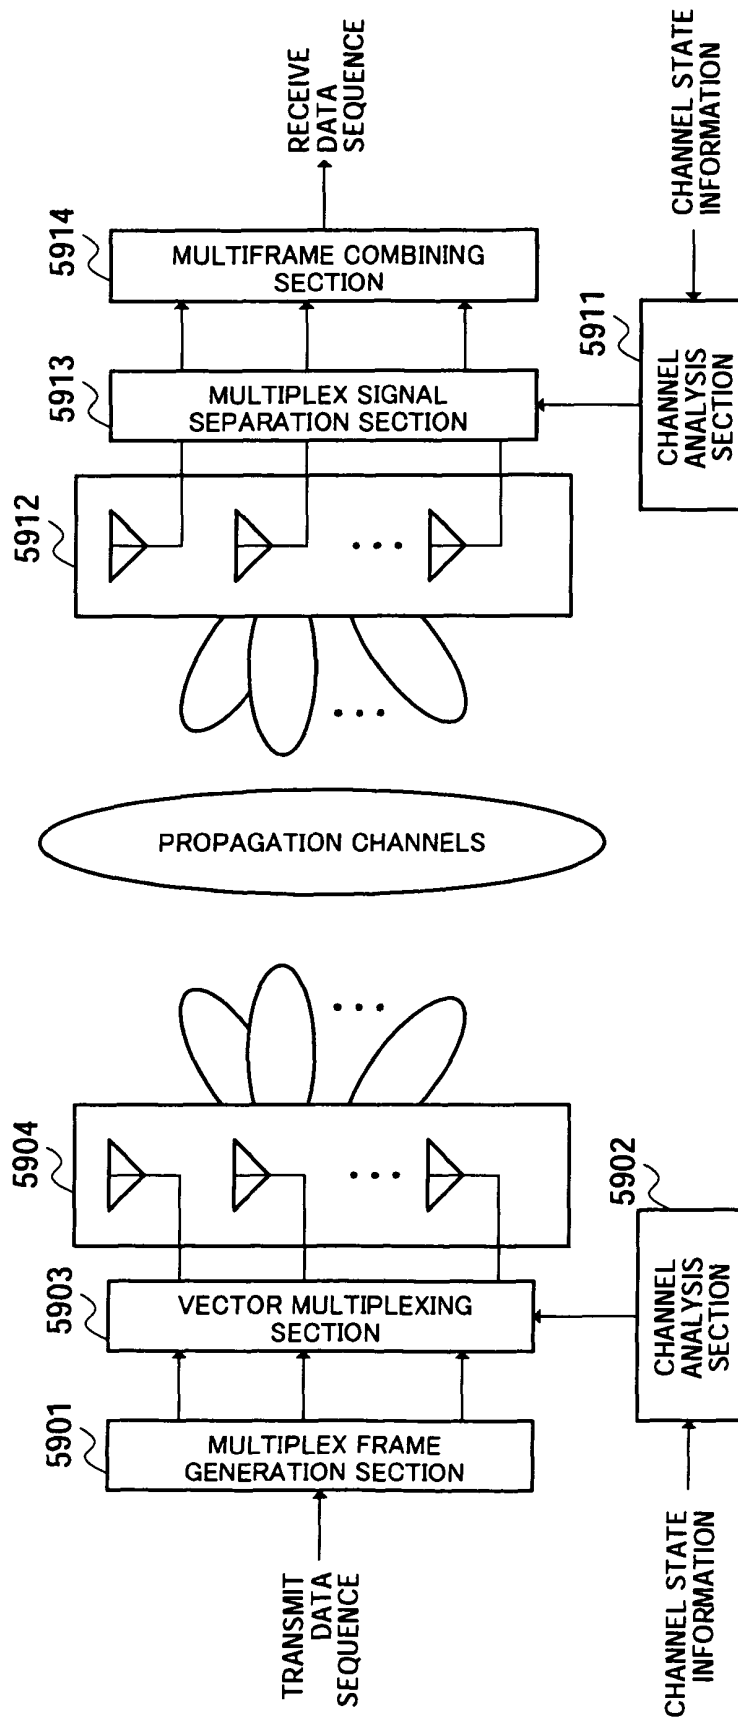 TRANSMIT
DATA
SEQUENCE
5901
MULTIPLEX FRAME
GENERATION SECTION
5903
VECTOR MULTIPLEXING
SECTION
5904
CHANNEL STATE
INFORMATION
5902
CHANNEL
ANALYSIS
SECTION
PROPAGATION CHANNELS
5912
5913
MULTIPLEX SIGNAL
SEPARATION SECTION
5914
MULTIFRAME COMBINING
SECTION
RECEIVE
DATA
SEQUENCE
5911
CHANNEL
ANALYSIS
SECTION
CHANNEL STATE
INFORMATION